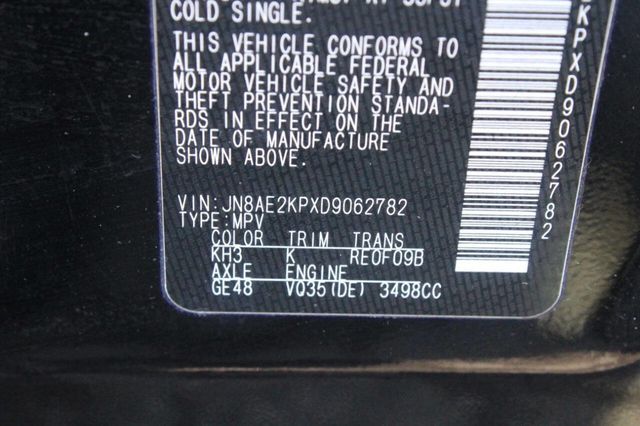 COLD SINGLE.
THIS VEHICLE CONFORMS TO
ALL APPLICABLE FEDERAL
MOTOR VEHICLE SAFETY AND
THEFT PREVENTION STANDA-
RDS IN EFFECT ON THE
DATE OF MANUFACTURE
SHOWN ABOVE.
VIN:JN8AE2KPXD9062782
TYPE:MPV
COLOR TRIM TRANS
KH3 K RE0F09B
AXLE ENGINE
GE48 VQ35(DE) 3498CC
KPXD9062782